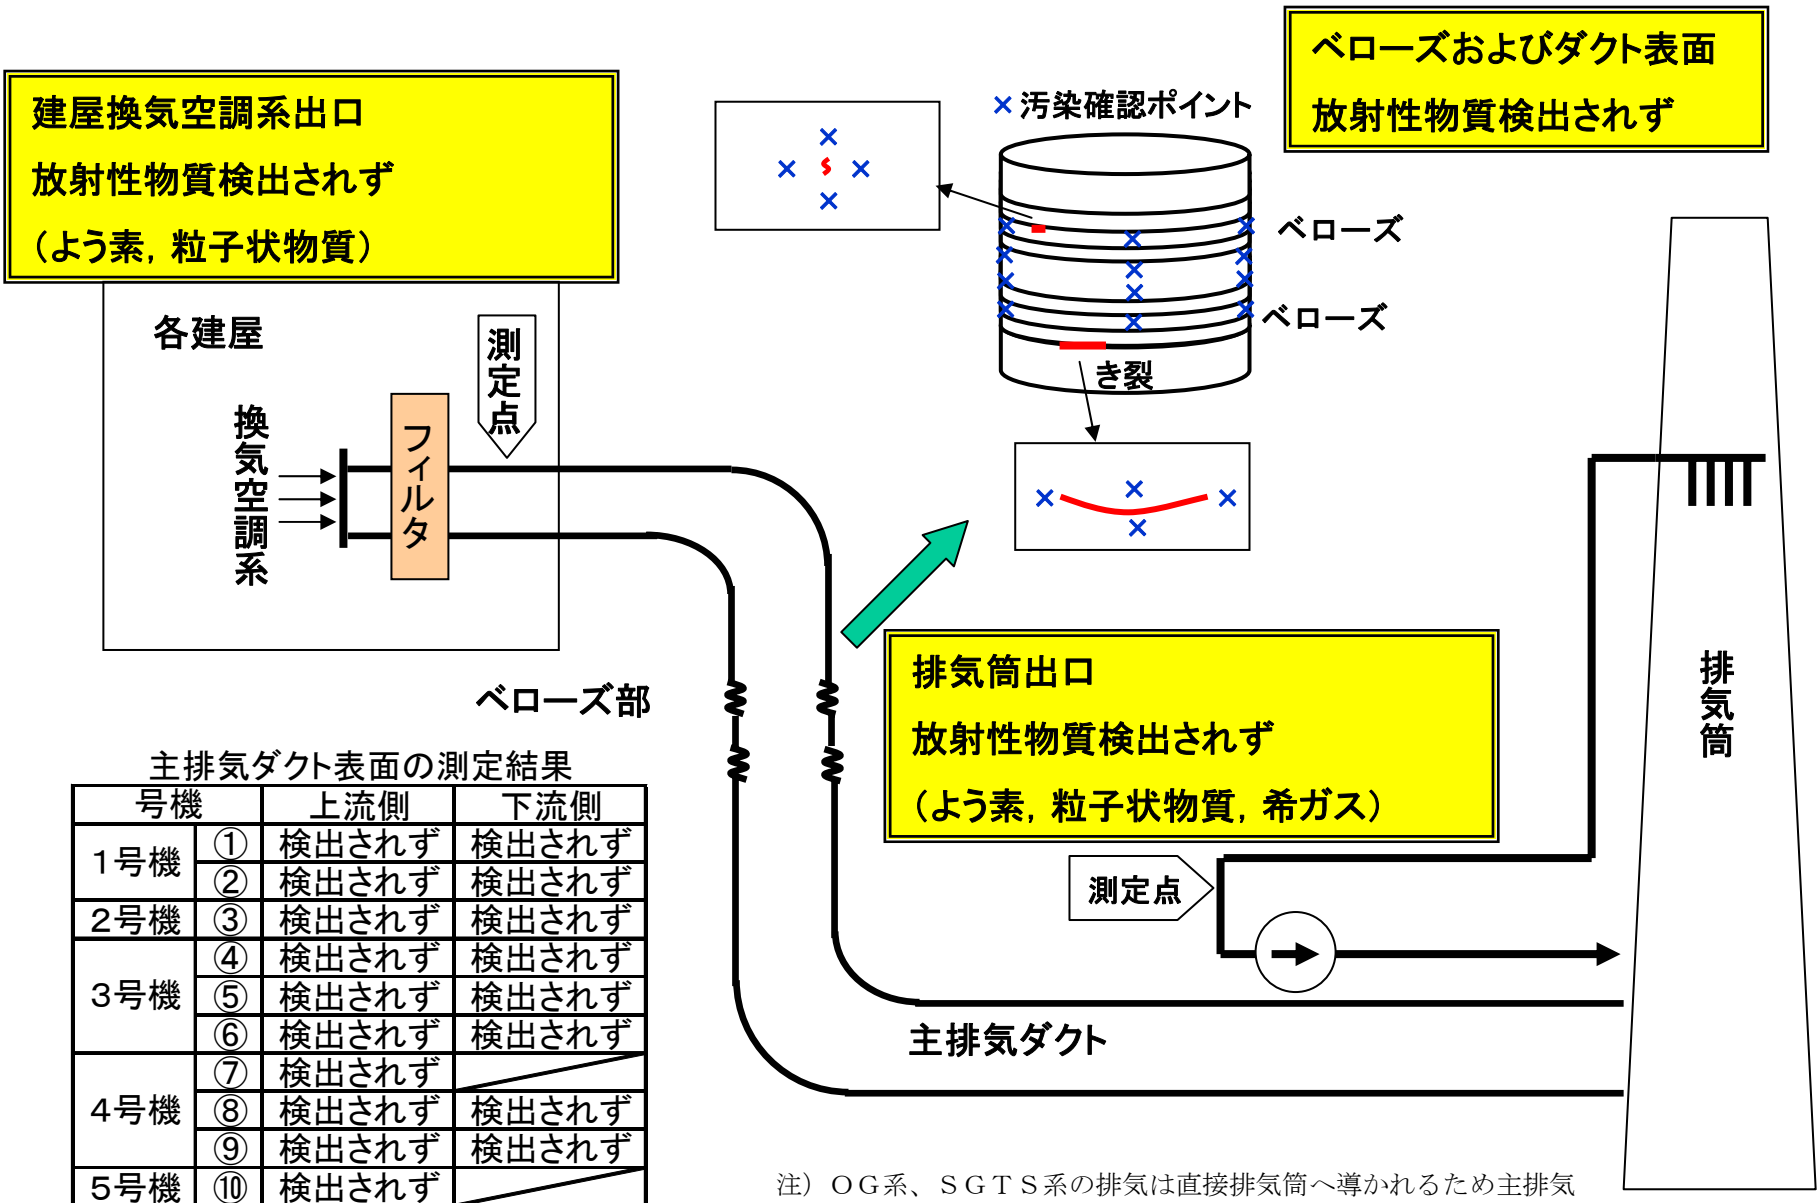 ベローズおよびダクト表面
放射性物質検出されず
建屋換気空調系出口
放射性物質検出されず
（よう素，粒子状物質）
×汚染確認ポイント
ベローズ
ベローズ
き裂
各建屋
測定点
換気空調系
フィルタ
排気筒出口
放射性物質検出されず
（よう素，粒子状物質，希ガス）
排気筒
ベローズ部
測定点
主排気ダクト
主排気ダクト表面の測定結果
号機 上流側 下流側
１号機 ① 検出されず 検出されず
② 検出されず 検出されず
２号機 ③ 検出されず 検出されず
３号機 ④ 検出されず 検出されず
⑤ 検出されず 検出されず
⑥ 検出されず 検出されず
４号機 ⑦ 検出されず
⑧ 検出されず 検出されず
⑨ 検出されず 検出されず
５号機 ⑩ 検出されず
注）ＯＧ系、ＳＧＴＳ系の排気は直接排気筒へ導かれるため主排気